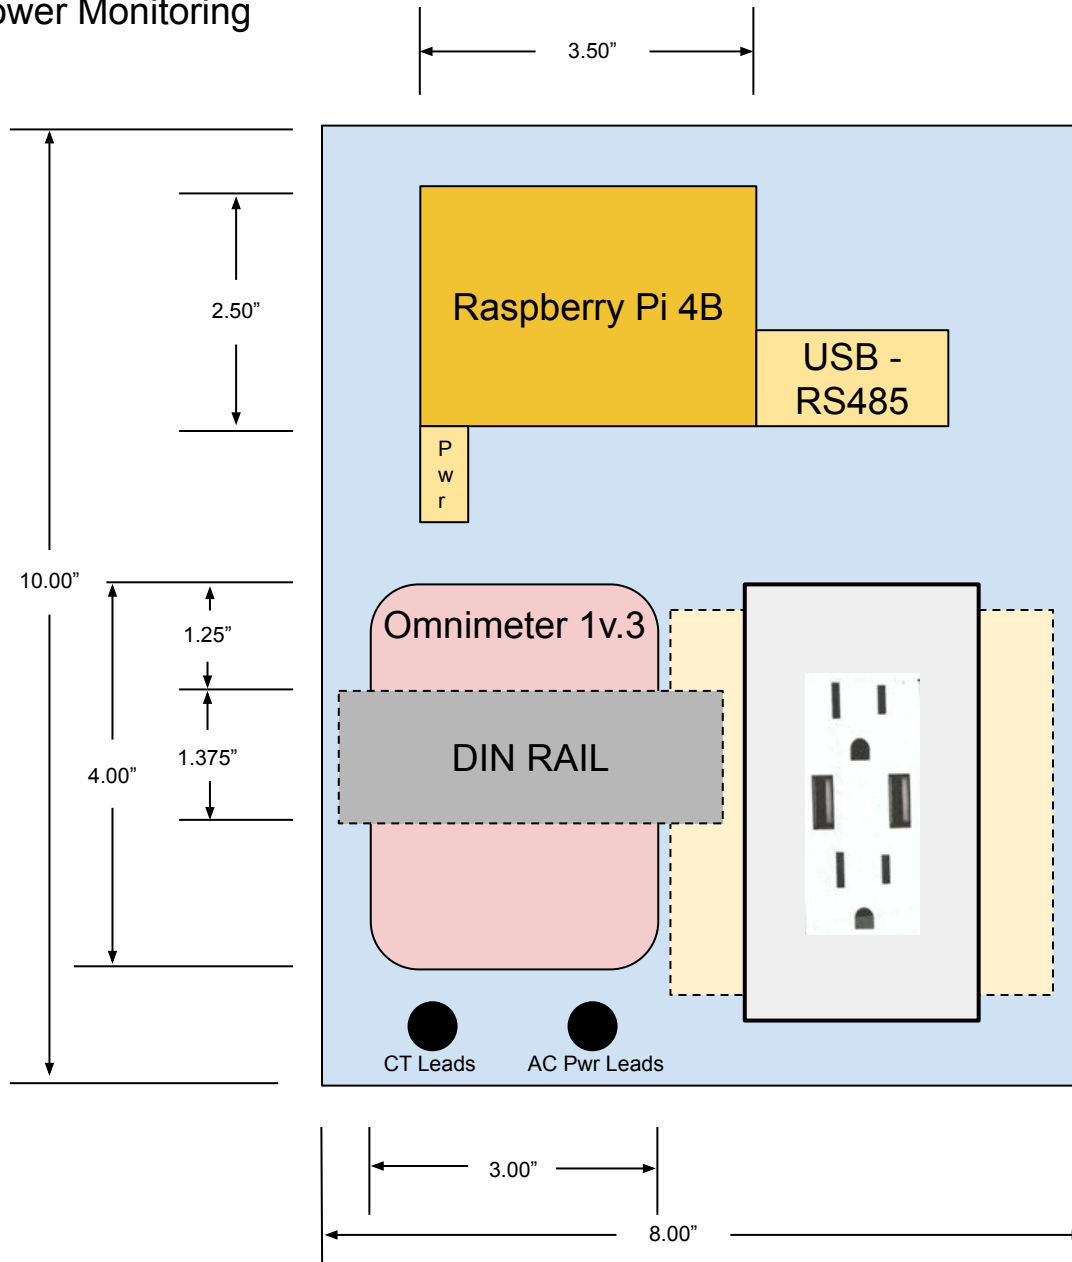 ower Monitoring
3.50”
2.50”
Raspberry Pi 4B
USB -
RS485
P
w
r
10.00”
1.25”
Omnimeter 1v.3
1.375”
4.00”
DIN RAIL
CT Leads
AC Pwr Leads
3.00”
8.00”